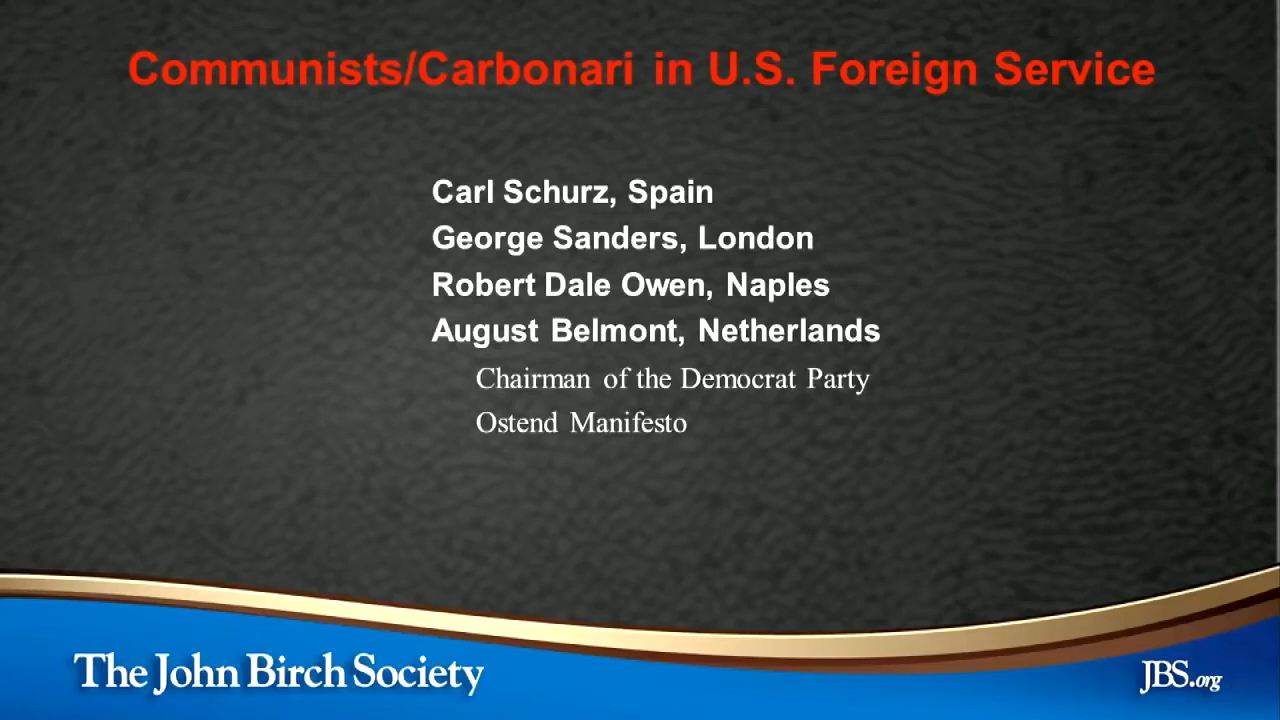 Communists/Carbonari in U.S. Foreign Service
Carl Schurz, Spain
George Sanders, London
Robert Dale Owen, Naples
August Belmont, Netherlands
Chairman of the Democrat Party
Ostend Manifesto
The John Birch Society
JBS.org